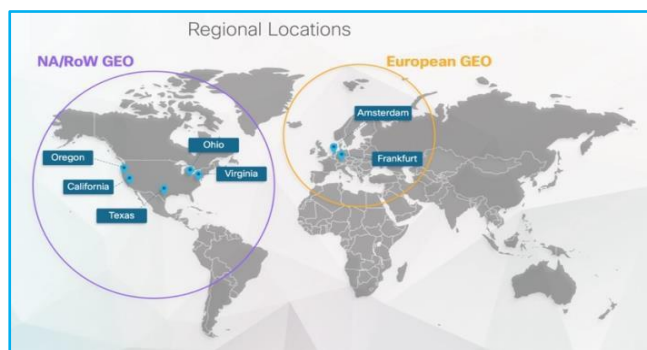 Regional Locations
NA/RoW GEO
European GEO
Amsterdam
Ohio
Oregon
Frankfurt
Virginia
California
Texas